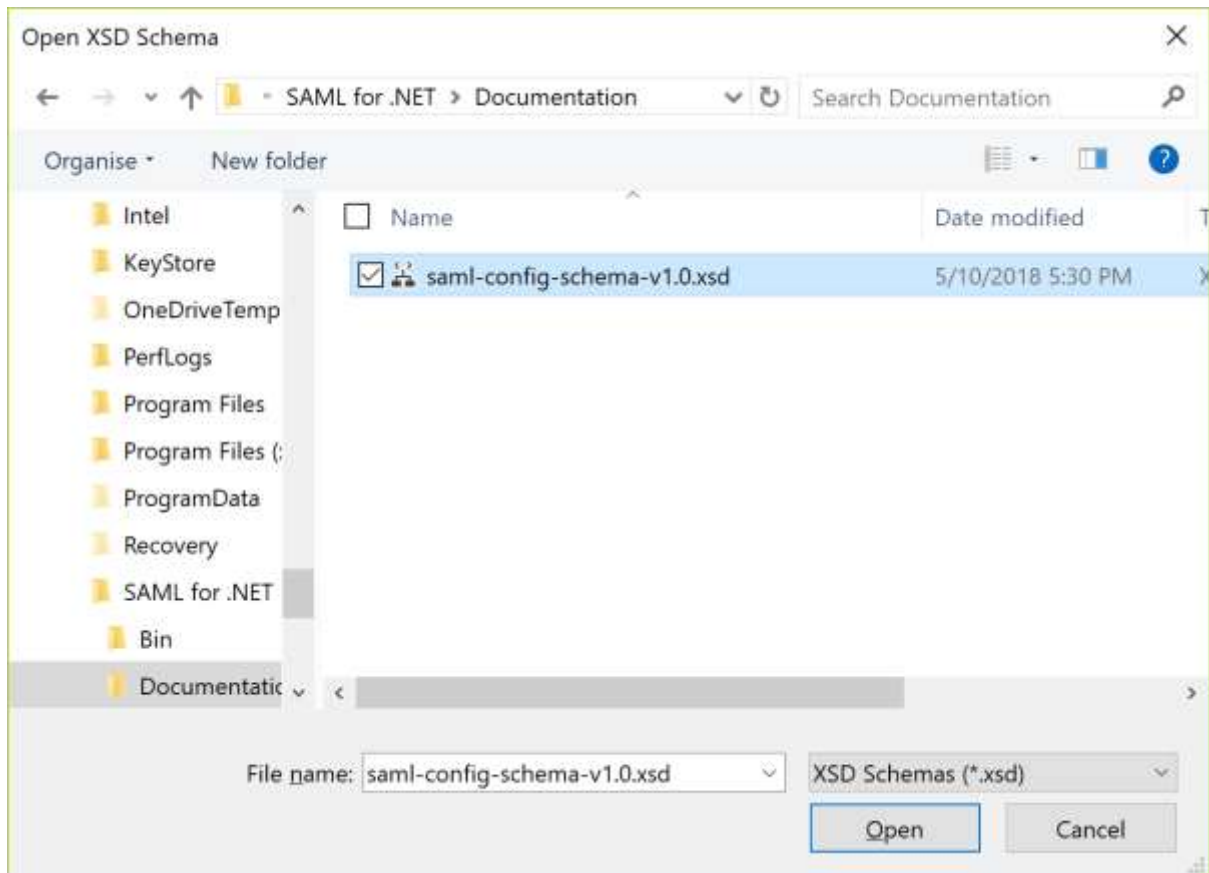 Open XSD Schema
SAML for .NET > Documentation
Search Documentation
Organise
New folder
Name
Date modified
T
Intel
KeyStore
OneDriveTemp
PerfLogs
Program Files
Program Files (:
ProgramData
Recovery
SAML for .NET
Bin
Documentatic
saml-config-schema-v1.0.xsd
5/10/2018 5:30 PM
X
File name: saml-config-schema-v1.0.xsd
XSD Schemas (*.xsd)
Open
Cancel